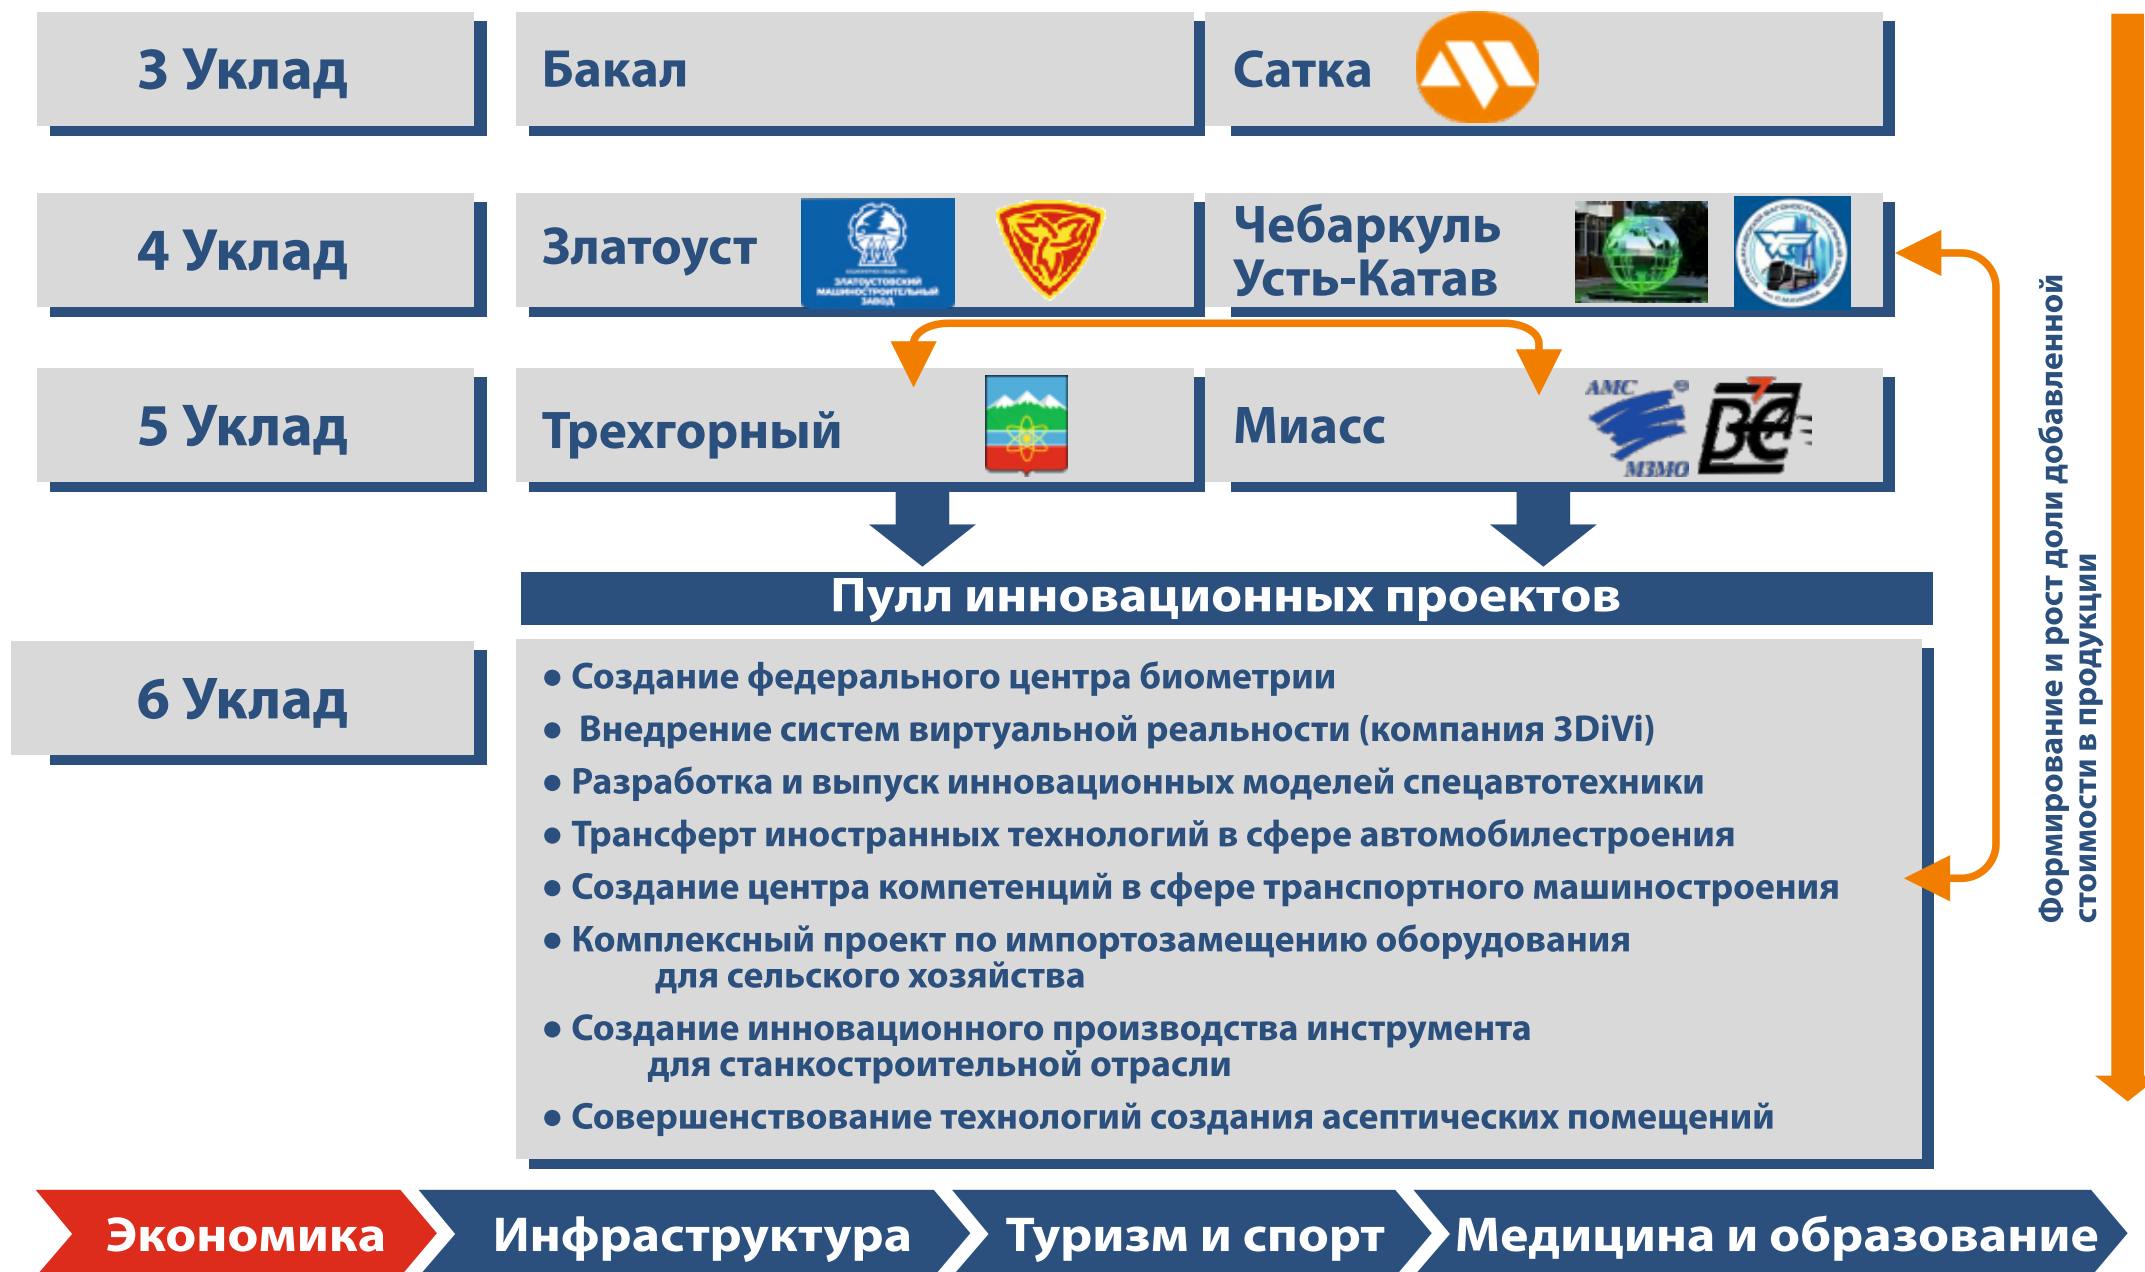 3 Уклад
Бакал
Сатка
4 Уклад
Златоуст
ЗЛАТОУСТОВСКИЙ
МАШИНОСТРОИТЕЛЬНЫЙ
ЗАВОД
Чебаркуль
Усть-Катав
5 Уклад
Трехгорный
Миасс
АМС
МЗМО
Пулл инновационных проектов
6 Уклад
● Создание федерального центра биометрии
● Внедрение систем виртуальной реальности (компания 3DiVi)
● Разработка и выпуск инновационных моделей спецавтотехники
● Трансферт иностранных технологий в сфере автомобилестроения
● Создание центра компетенций в сфере транспортного машиностроения
● Комплексный проект по импортозамещению оборудования
для сельского хозяйства
● Создание инновационного производства инструмента
для станкостроительной отрасли
● Совершенствование технологий создания асептических помещений
Формирование и рост доли добавленной
стоимости в продукции
Экономика
Инфраструктура
Туризм и спорт
Медицина и образование